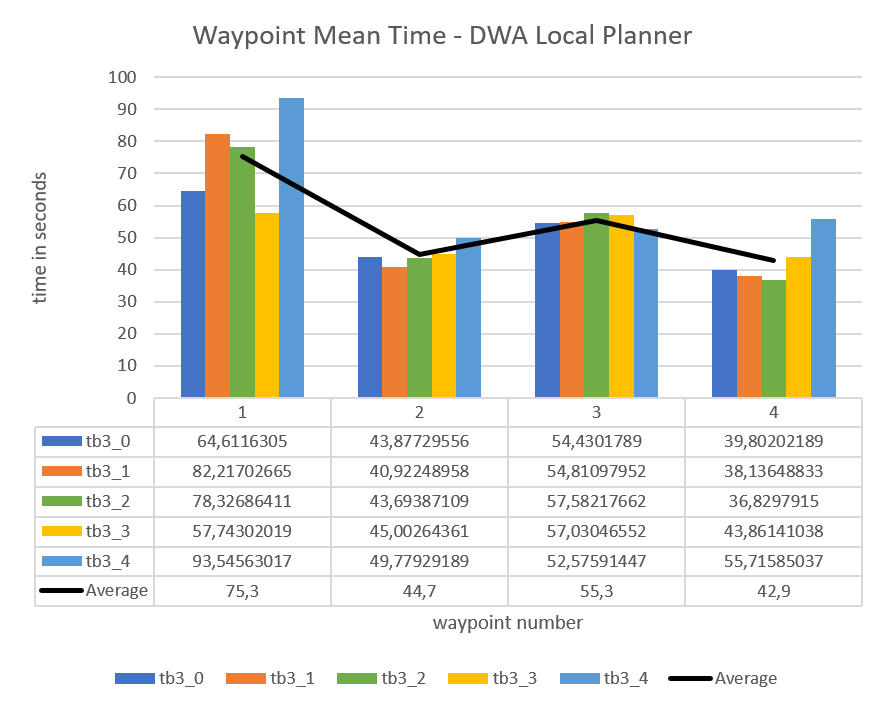 Waypoint Mean Time - DWA Local Planner
time in seconds
100
90
80
70
60
50
40
30
20
10
0
1 2 3 4
tb3_0 64,6116305 43,87729556 54,4301789 39,80202189
tb3_1 82,21702665 40,92248958 54,81097952 38,13648833
tb3_2 78,32686411 43,69387109 57,58217662 36,8297915
tb3_3 57,74302019 45,00264361 57,03046552 43,86141038
tb3_4 93,54563017 49,77929189 52,57591447 55,71585037
Average 75,3 44,7 55,3 42,9
waypoint number
tb3_0 tb3_1 tb3_2 tb3_3 tb3_4 Average